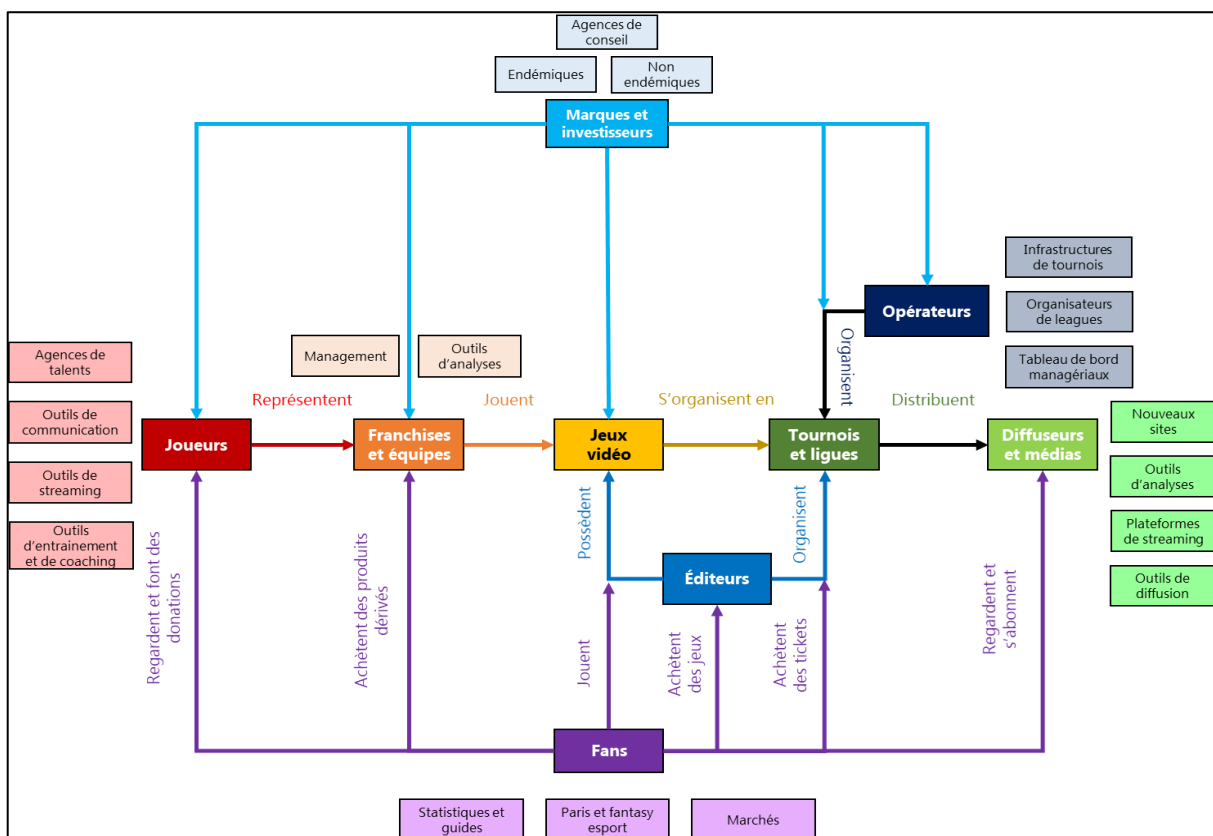 Agences de
conseil
Endémiques
Non
endémiques
Marques et
investisseurs
Infrastructures
de tournois
Opérateurs
Organisateurs
de leagues
Tableau de bord
managériaux
Organisent
Agences de
talents
Management
Outils
d'analyses
Outils de
communication
Représentent
Jouent
S'organisent en
Distribuent
Joueurs
Franchises
et équipes
Jeux
vidéo
Tournois
et ligues
Diffuseurs
et médias
Nouveaux
sites
Outils de
streaming
Outils
d'analyses
Outils
d'entrainement
et de coaching
Plateformes
de streaming
Possèdent
Organisent
Éditeurs
Outils de
diffusion
Regardent et font des
donations
Achètent des produits
dérivés
Jouent
Achètent
des jeux
Achètent
des tickets
Regardent et
s'abonnent
Fans
Statistiques et
guides
Paris et fantasy
esport
Marchés